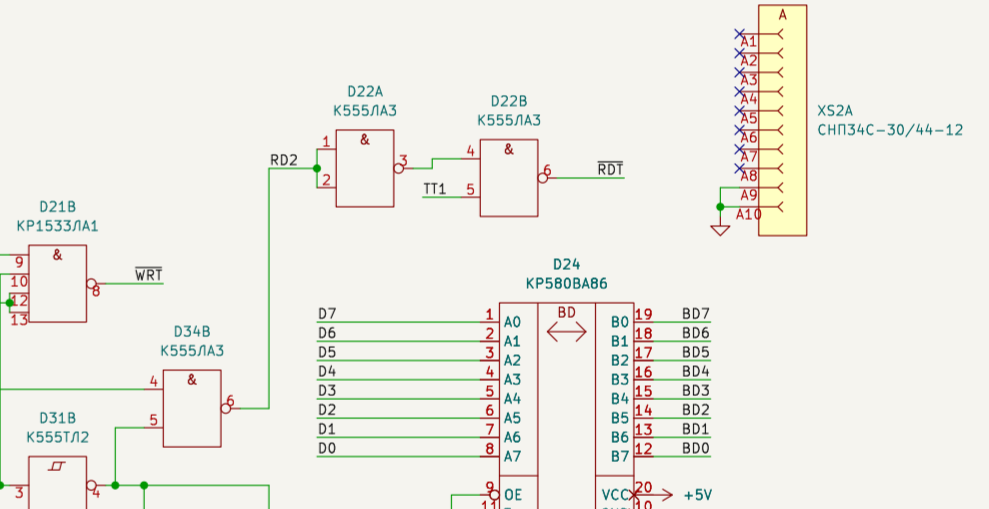 A
A1
A2
A3
A4
A5
A6
A7
A8
A9
A10
XS2A
СНП34С-30/44-12
D22A
К555ЛА3
&
1
2
3
D22B
К555ЛА3
&
4
5
6
RD2
TT1
RDT
D21B
КР1533ЛА1
&
9
10
12
13
8
WRT
D34B
К555ЛА3
&
4
5
6
D31B
К555ТЛ2
3
4
D24
КР580ВА86
BD
D7 1 A0 B0 19 BD7
D6 2 A1 B1 18 BD6
D5 3 A2 B2 17 BD5
D4 4 A3 B3 16 BD4
D3 5 A4 B4 15 BD3
D2 6 A5 B5 14 BD2
D1 7 A6 B6 13 BD1
D0 8 A7 B7 12 BD0
9 OE VCC 20 +5V
11 10